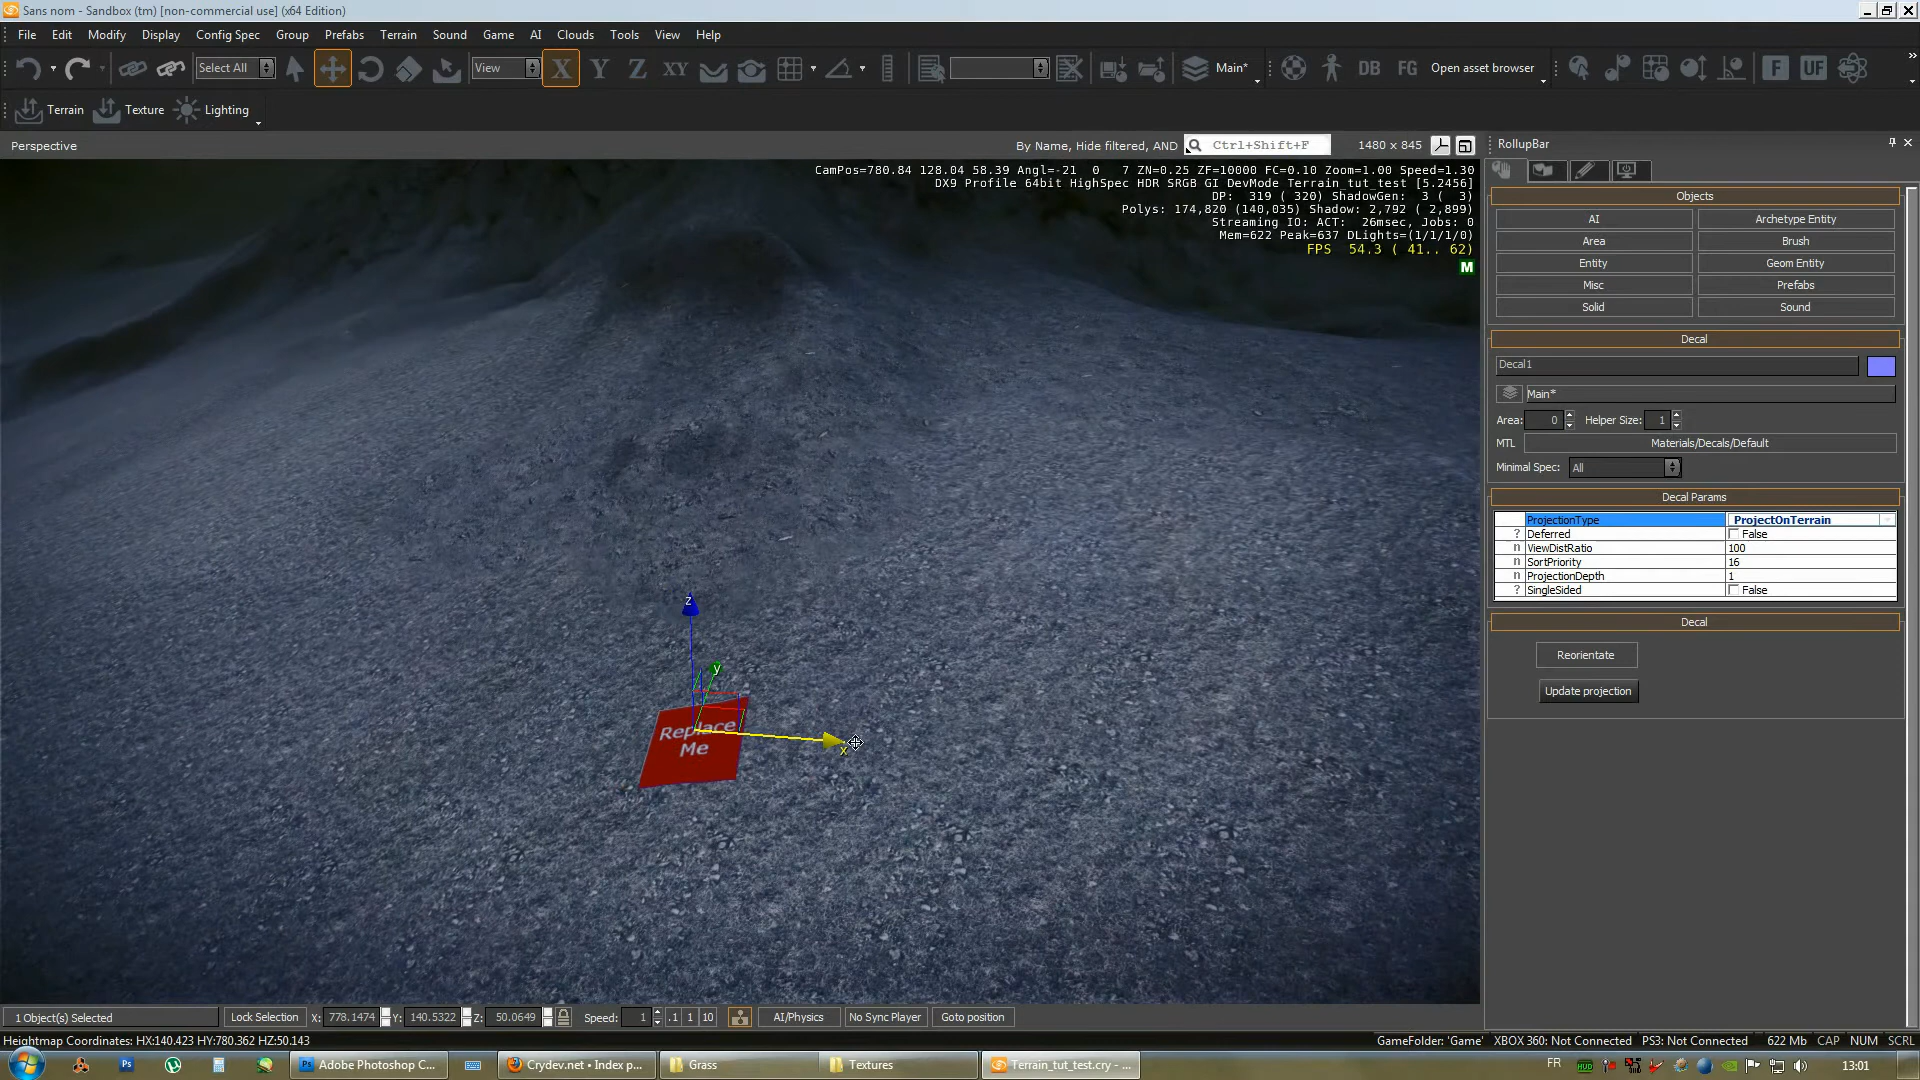 Sans nom - Sandbox (tm) [non-commercial use] (x64 Edition)
File Edit Modify Display Config Spec Group Prefabs Terrain Sound Game AI Clouds Tools View Help
Select All View X Y Z XY Main* DB FG Open asset browser F UF
Terrain Texture Lighting
Perspective By Name, Hide filtered, AND Ctrl+Shift+F 1480 x 845
RollupBar
CamPos=780.84 128.04 58.39 Angl=-21 0 7 ZN=0.25 ZF=10000 FC=0.10 Zoom=1.00 Speed=1.30
DX9 Profile 64bit HighSpec HDR SRGB GI DevMode Terrain_tut_test [5.2456]
DP: 319 ( 320) ShadowGen: 3 ( 3)
Polys: 174,820 (140,035) Shadow: 2,792 ( 2,899)
Streaming IO: ACT: 26msec, Jobs: 0
Mem=622 Peak=637 DLights=(1/1/1/0)
FPS 54.3 ( 41.. 62)
M
Objects
AI Archetype Entity
Area Brush
Entity Geom Entity
Misc Prefabs
Solid Sound
Decal
Decal1
Main*
Area: 0 Helper Size: 1
MTL Materials/Decals/Default
Minimal Spec: All
Decal Params
ProjectionType ProjectOnTerrain
? Deferred False
n ViewDistRatio 100
n SortPriority 16
n ProjectionDepth 1
? SingleSided False
Decal
Reorientate
Update projection
z
y
Replace
Me
x
1 Object(s) Selected Lock Selection X: 778.1474 Y: 140.5322 Z: 50.0649 Speed: 1 .1 1 10 AI/Physics No Sync Player Goto position
Heightmap Coordinates: HX:140.423 HY:780.362 HZ:50.143 GameFolder: 'Game' XBOX 360: Not Connected PS3: Not Connected 622 Mb CAP NUM SCRL
Ps Ps Adobe Photoshop C... Crydev.net • Index p... Grass Textures Terrain_tut_test.cry - ... FR HUD 13:01